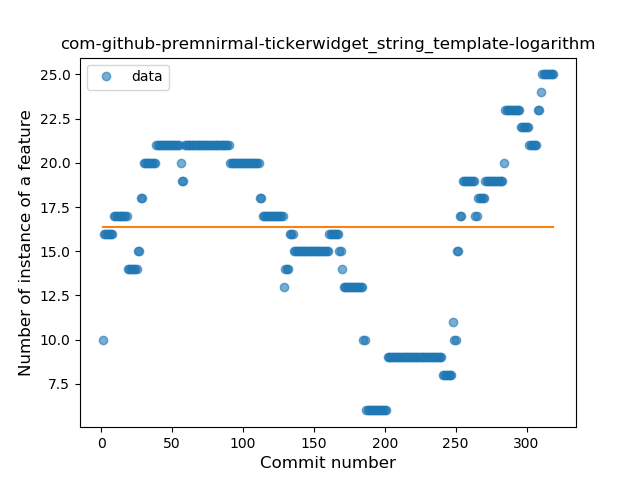 com-github-premnirmal-tickerwidget_string_template-logarithm
data
Number of instance of a feature
25.0
22.5
20.0
17.5
15.0
12.5
10.0
7.5
0 50 100 150 200 250 300
Commit number